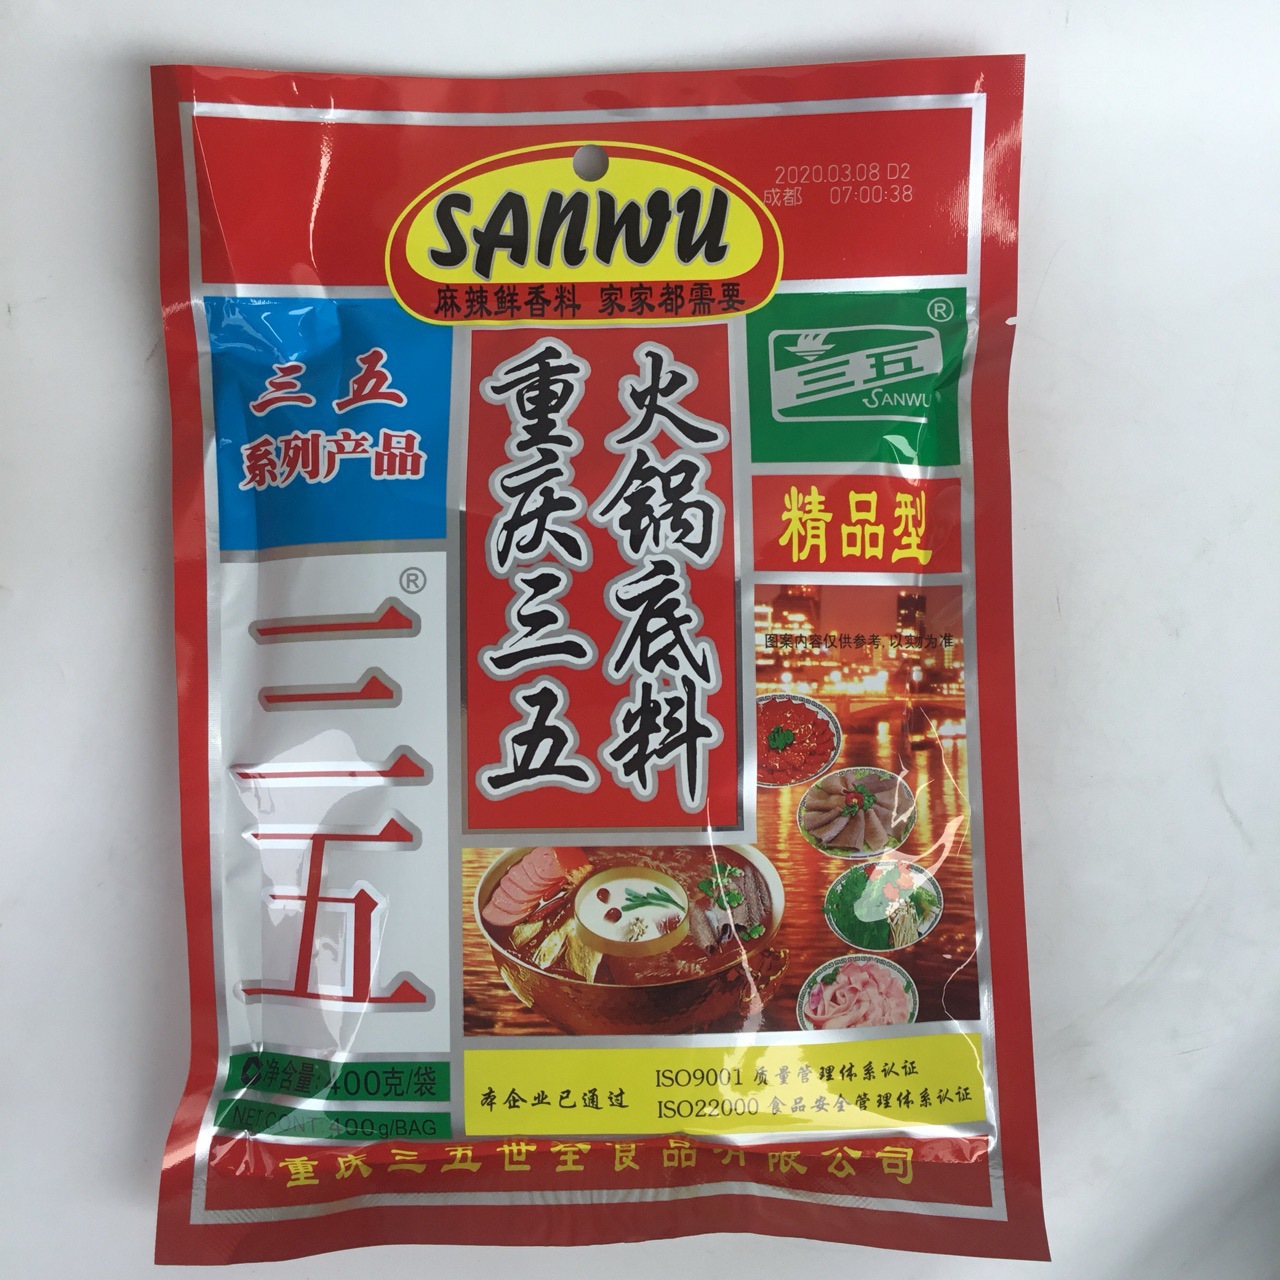 SANWU
麻辣鲜香料 家家都需要
2020.03.08 D2
成都 07:00:38
三五
系列产品
重庆三五
火锅底料
®
三五
SANWU
精品型
图案内容仅供参考,以实物为准
®
三五
净含量:400克/袋
NET CONT:400g/BAG
本企业已通过
ISO9001 质量管理体系认证
ISO22000 食品安全管理体系认证
重庆三五世全食品有限公司